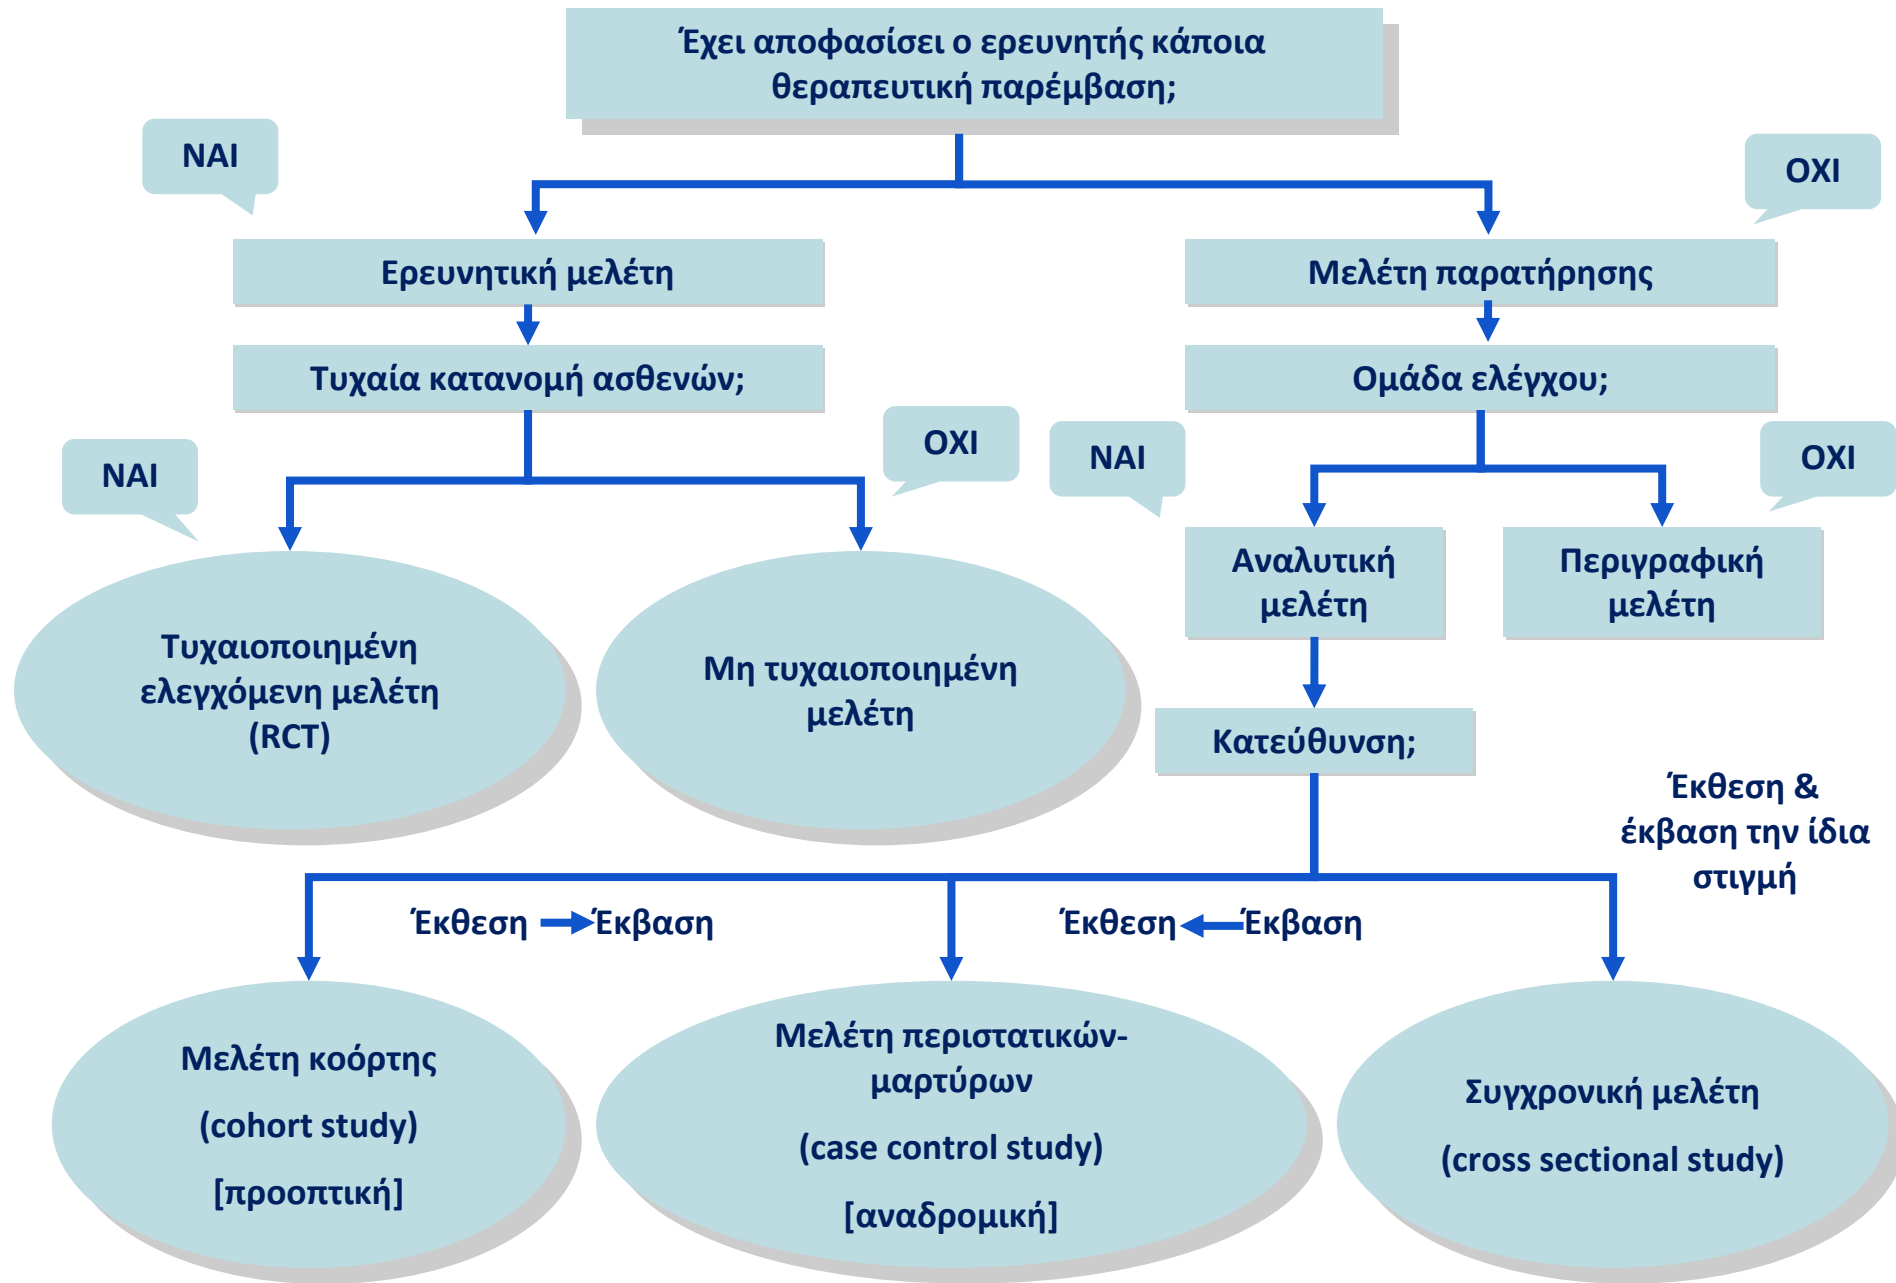 Έχει αποφασίσει ο ερευνητής κάποια
θεραπευτική παρέμβαση;
ΝΑΙ
ΟΧΙ
Ερευνητική μελέτη
Μελέτη παρατήρησης
Τυχαία κατανομή ασθενών;
Ομάδα ελέγχου;
ΝΑΙ
ΟΧΙ
ΝΑΙ
ΟΧΙ
Αναλυτική
μελέτη
Περιγραφική
μελέτη
Τυχαιοποιημένη
ελεγχόμενη μελέτη
(RCT)
Μη τυχαιοποιημένη
μελέτη
Κατεύθυνση;
Έκθεση &
έκβαση την ίδια
στιγμή
Έκθεση Έκβαση
Έκθεση Έκβαση
Μελέτη κοόρτης
(cohort study)
[προοπτική]
Μελέτη περιστατικών-
μαρτύρων
(case control study)
[αναδρομική]
Συγχρονική μελέτη
(cross sectional study)